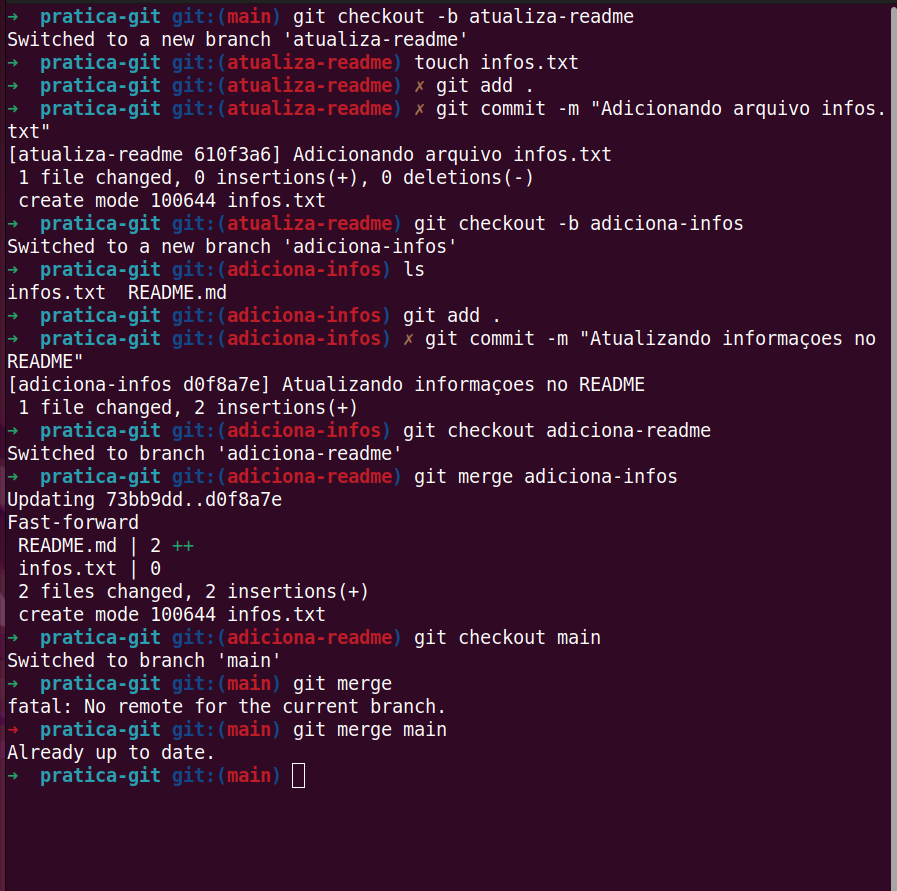 → pratica-git git:(main) git checkout -b atualiza-readme
Switched to a new branch 'atualiza-readme'
→ pratica-git git:(atualiza-readme) touch infos.txt
→ pratica-git git:(atualiza-readme) ✗ git add .
→ pratica-git git:(atualiza-readme) ✗ git commit -m "Adicionando arquivo infos.
txt"
[atualiza-readme 610f3a6] Adicionando arquivo infos.txt
 1 file changed, 0 insertions(+), 0 deletions(-)
 create mode 100644 infos.txt
→ pratica-git git:(atualiza-readme) git checkout -b adiciona-infos
Switched to a new branch 'adiciona-infos'
→ pratica-git git:(adiciona-infos) ls
infos.txt  README.md
→ pratica-git git:(adiciona-infos) git add .
→ pratica-git git:(adiciona-infos) ✗ git commit -m "Atualizando informaçoes no
README"
[adiciona-infos d0f8a7e] Atualizando informaçoes no README
 1 file changed, 2 insertions(+)
→ pratica-git git:(adiciona-infos) git checkout adiciona-readme
Switched to branch 'adiciona-readme'
→ pratica-git git:(adiciona-readme) git merge adiciona-infos
Updating 73bb9dd..d0f8a7e
Fast-forward
 README.md | 2 ++
 infos.txt | 0
 2 files changed, 2 insertions(+)
 create mode 100644 infos.txt
→ pratica-git git:(adiciona-readme) git checkout main
Switched to branch 'main'
→ pratica-git git:(main) git merge
fatal: No remote for the current branch.
→ pratica-git git:(main) git merge main
Already up to date.
→ pratica-git git:(main)